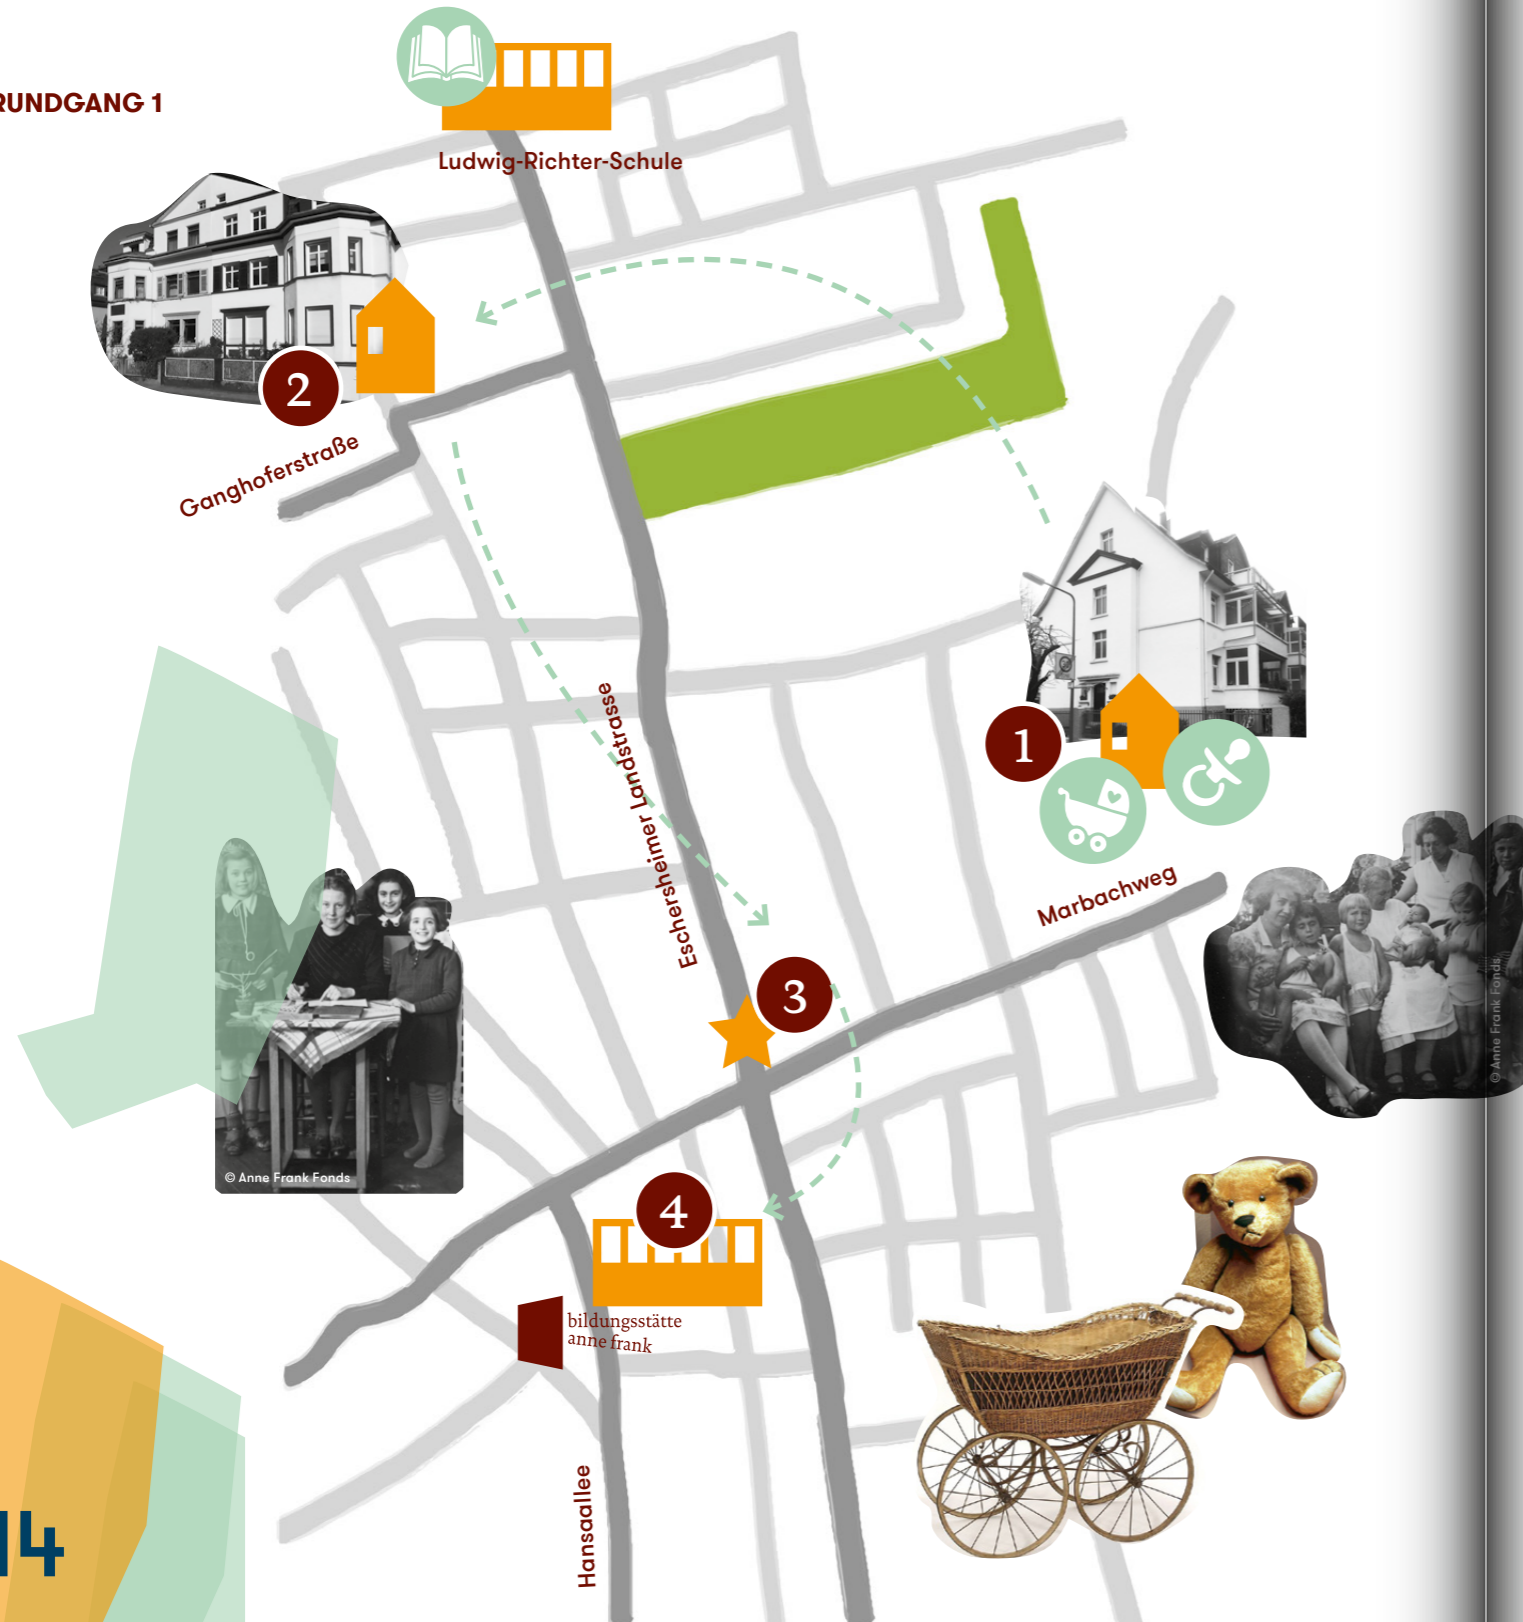 RUNDGANG 1
Ludwig-Richter-Schule
2
Ganghoferstraße
Eschersheimer Landstrasse
1
Marbachweg
3
© Anne Frank Fonds
© Anne Frank Fonds
4
bildungsstätte
anne frank
Hansaallee
14